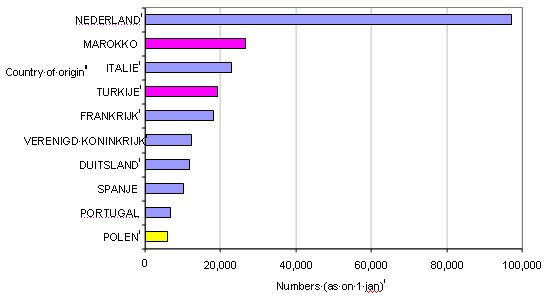 NEDERLAND
MAROKKO
Country of origin
ITALIE
TURKIJE
FRANKRIJK
VERENIGD KONINKRIJK
DUITSLAND
SPANJE
PORTUGAL
POLEN
0 20,000 40,000 60,000 80,000 100,000
Numbers (as on 1 jan)